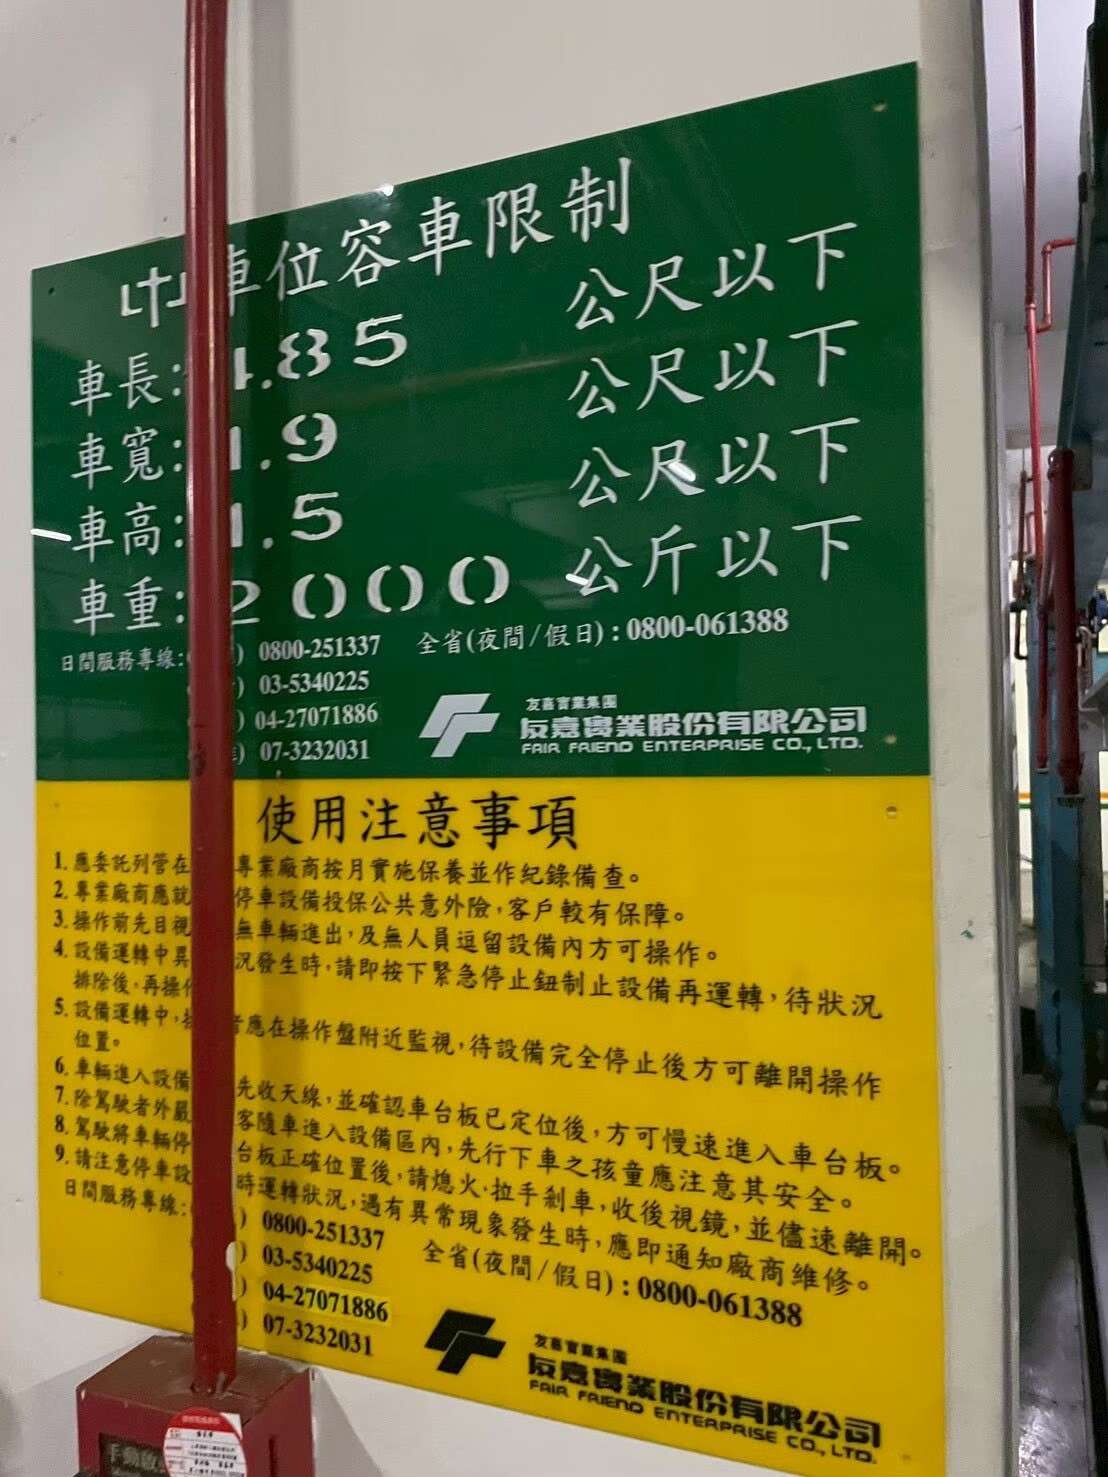 車位容車限制
車長: 4.85 公尺以下
車寬: 1.9 公尺以下
車高: 1.5 公尺以下
車重: 2000 公斤以下
日間服務專線: 0800-251337 全省(夜間/假日):0800-061388
03-5340225
04-27071886
07-3232031
友嘉實業集團
友嘉實業股份有限公司
FAIR FRIEND ENTERPRISE CO., LTD.
使用注意事項
1. 應委託列管在 專業廠商按月實施保養並作紀錄備查。
2. 專業廠商應就 停車設備投保公共意外險,客戶較有保障。
3. 操作前先目視 無車輛進出,及無人員逗留設備內方可操作。
4. 設備運轉中異 況發生時,請即按下緊急停止鈕制止設備再運轉,待狀況
排除後,再操作
5. 設備運轉中, 者應在操作盤附近監視,待設備完全停止後方可離開操作
位置。
6. 車輛進入設備 先收天線,並確認車台板已定位後,方可慢速進入車台板。
7. 除駕駛者外嚴 客隨車進入設備區內,先行下車之孩童應注意其安全。
8. 駕駛將車輛停 台板正確位置後,請熄火.拉手剎車,收後視鏡,並儘速離開。
9. 請注意停車設 時運轉狀況,遇有異常現象發生時,應即通知廠商維修。
日間服務專線: 0800-251337 全省(夜間/假日):0800-061388
03-5340225
04-27071886
07-3232031
友嘉實業集團
友嘉實業股份有限公司
FAIR FRIEND ENTERPRISE CO., LTD.
手動啟